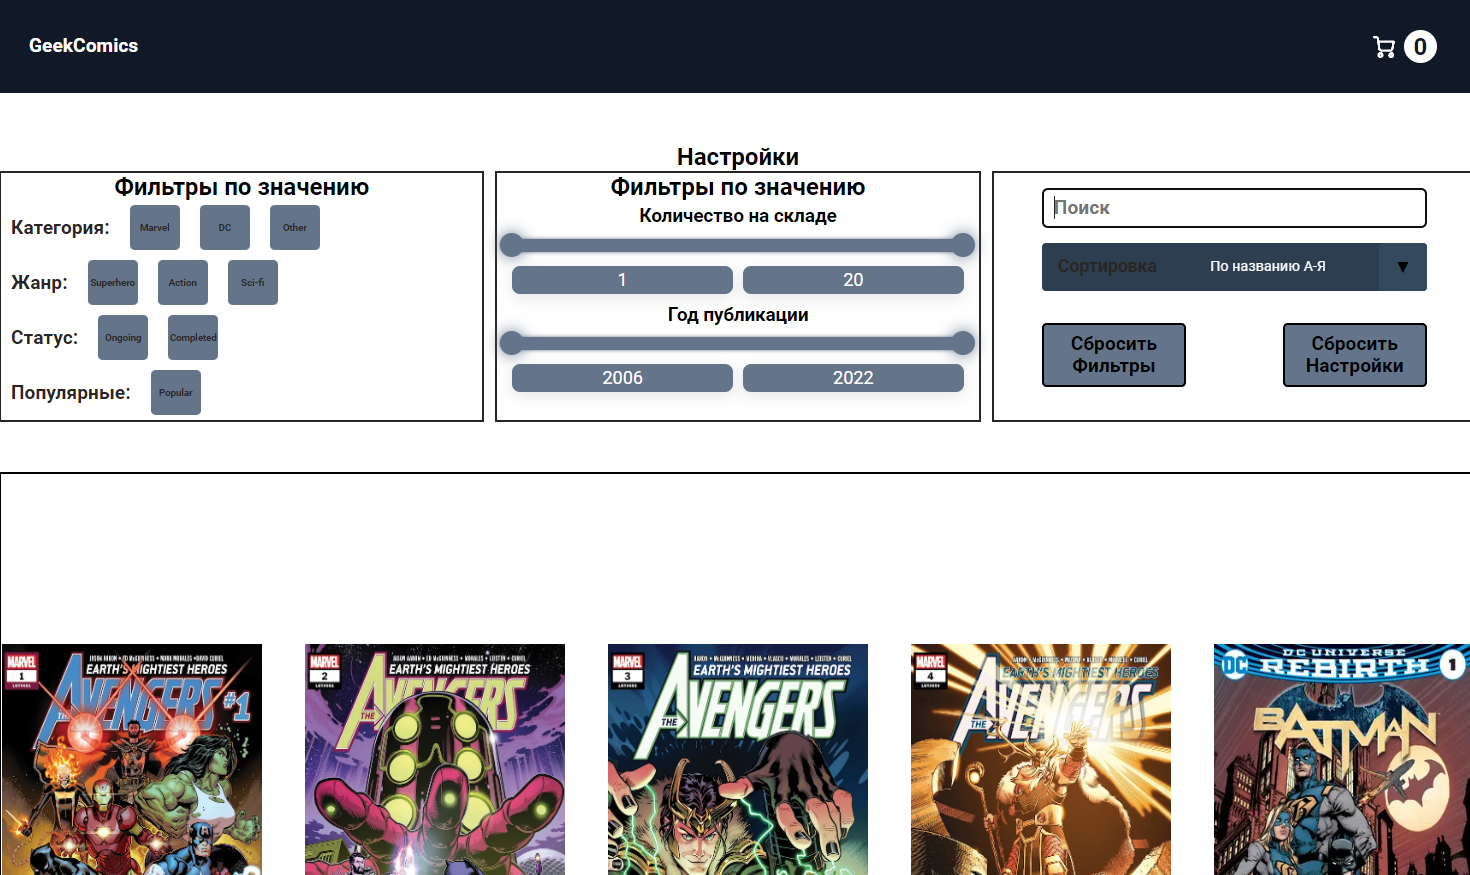 GeekComics
0
Настройки
Фильтры по значению
Категория:
Marvel
DC
Other
Жанр:
Superhero
Action
Sci-fi
Статус:
Ongoing
Completed
Популярные:
Popular
Фильтры по значению
Количество на складе
1
20
Год публикации
2006
2022
Поиск
Сортировка
По названию А-Я
▼
Сбросить
Фильтры
Сбросить
Настройки
MARVEL
1
EARTH'S MIGHTIEST HEROES
THE AVENGERS
#1
MARVEL
2
EARTH'S MIGHTIEST HEROES
THE AVENGERS
MARVEL
3
EARTH'S MIGHTIEST HEROES
THE AVENGERS
MARVEL
4
EARTH'S MIGHTIEST HEROES
THE AVENGERS
DC
DC UNIVERSE
REBIRTH
1
BATMAN